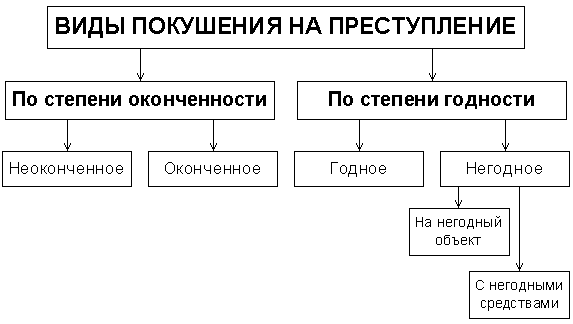 ВИДЫ ПОКУШЕНИЯ НА ПРЕСТУПЛЕНИЕ
По степени оконченности
По степени годности
Неоконченное
Оконченное
Годное
Негодное
На негодный
объект
С негодными
средствами